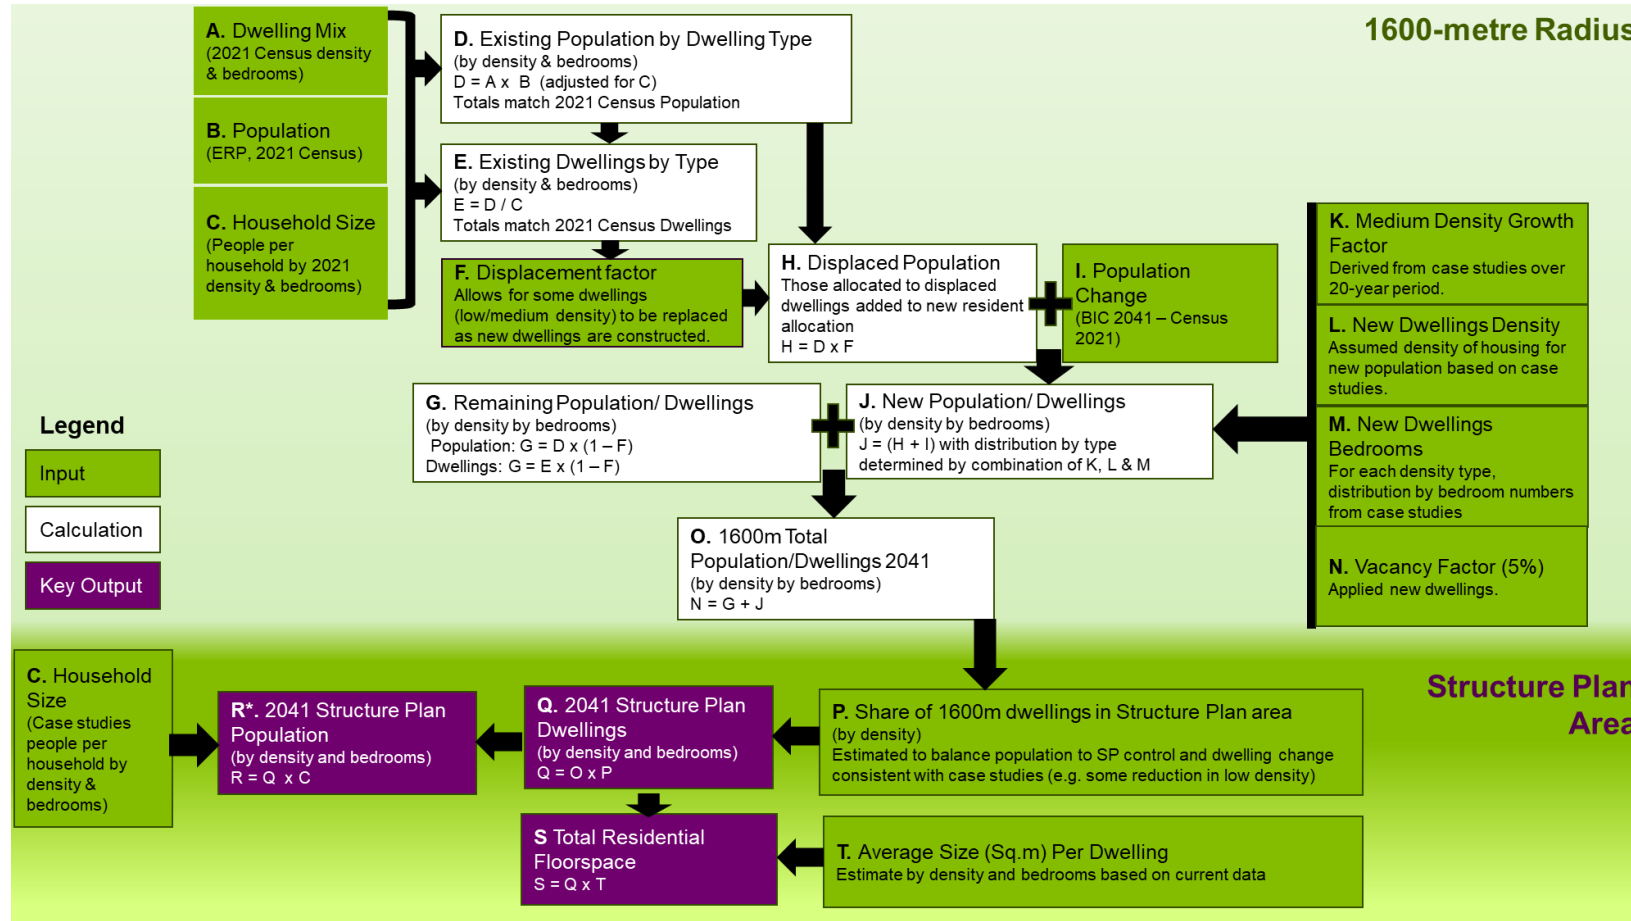 1600-metre Radius
A. Dwelling Mix
(2021 Census density
& bedrooms)
B. Population
(ERP, 2021 Census)
C. Household Size
(People per
household by 2021
density & bedrooms)
D. Existing Population by Dwelling Type
(by density & bedrooms)
D = A x B (adjusted for C)
Totals match 2021 Census Population
E. Existing Dwellings by Type
(by density & bedrooms)
E = D / C
Totals match 2021 Census Dwellings
F. Displacement factor
Allows for some dwellings
(low/medium density) to be replaced
as new dwellings are constructed.
H. Displaced Population
Those allocated to displaced
dwellings added to new resident
allocation
H = D x F
I. Population
Change
(BIC 2041 – Census
2021)
K. Medium Density Growth
Factor
Derived from case studies over
20-year period.
L. New Dwellings Density
Assumed density of housing for
new population based on case
studies.
M. New Dwellings
Bedrooms
For each density type,
distribution by bedroom numbers
from case studies
N. Vacancy Factor (5%)
Applied new dwellings.
G. Remaining Population/ Dwellings
(by density by bedrooms)
Population: G = D x (1 – F)
Dwellings: G = E x (1 – F)
J. New Population/ Dwellings
(by density by bedrooms)
J = (H + I) with distribution by type
determined by combination of K, L & M
Legend
Input
Calculation
Key Output
O. 1600m Total
Population/Dwellings 2041
(by density by bedrooms)
N = G + J
Structure Plan
Area
C. Household
Size
(Case studies
people per
household by
density &
bedrooms)
R*. 2041 Structure Plan
Population
(by density and bedrooms)
R = Q x C
Q. 2041 Structure Plan
Dwellings
(by density and bedrooms)
Q = O x P
P. Share of 1600m dwellings in Structure Plan area
(by density)
Estimated to balance population to SP control and dwelling change
consistent with case studies (e.g. some reduction in low density)
S Total Residential
Floorspace
S = Q x T
T. Average Size (Sq.m) Per Dwelling
Estimate by density and bedrooms based on current data